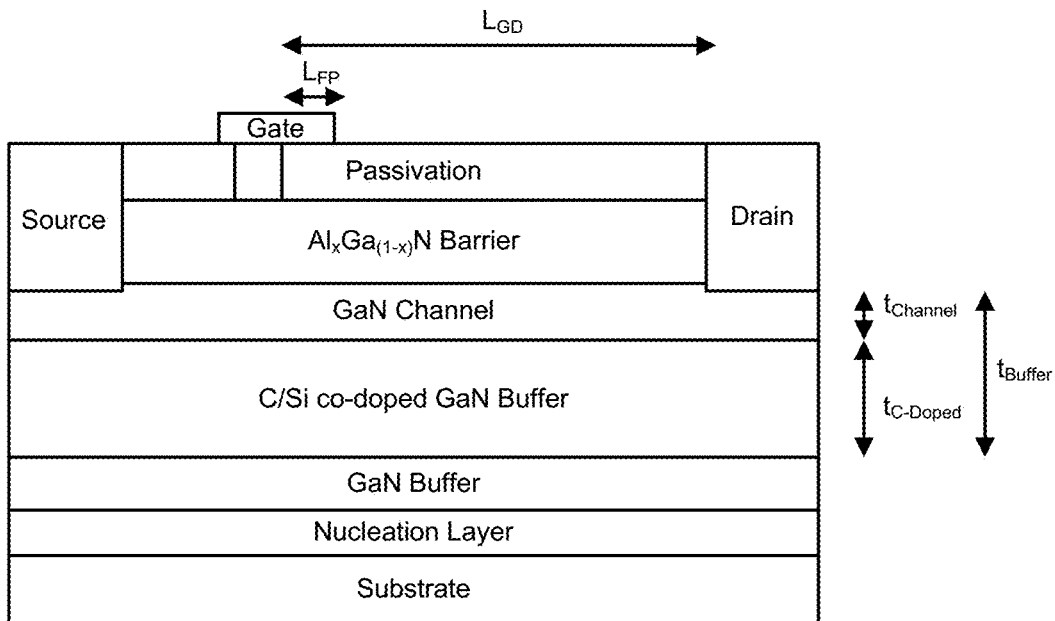 L_GD
L_FP
Gate
Passivation
Source
Drain
Al_xGa_(1-x)N Barrier
GaN Channel
t_Channel
t_Buffer
C/Si co-doped GaN Buffer
t_C-Doped
GaN Buffer
Nucleation Layer
Substrate